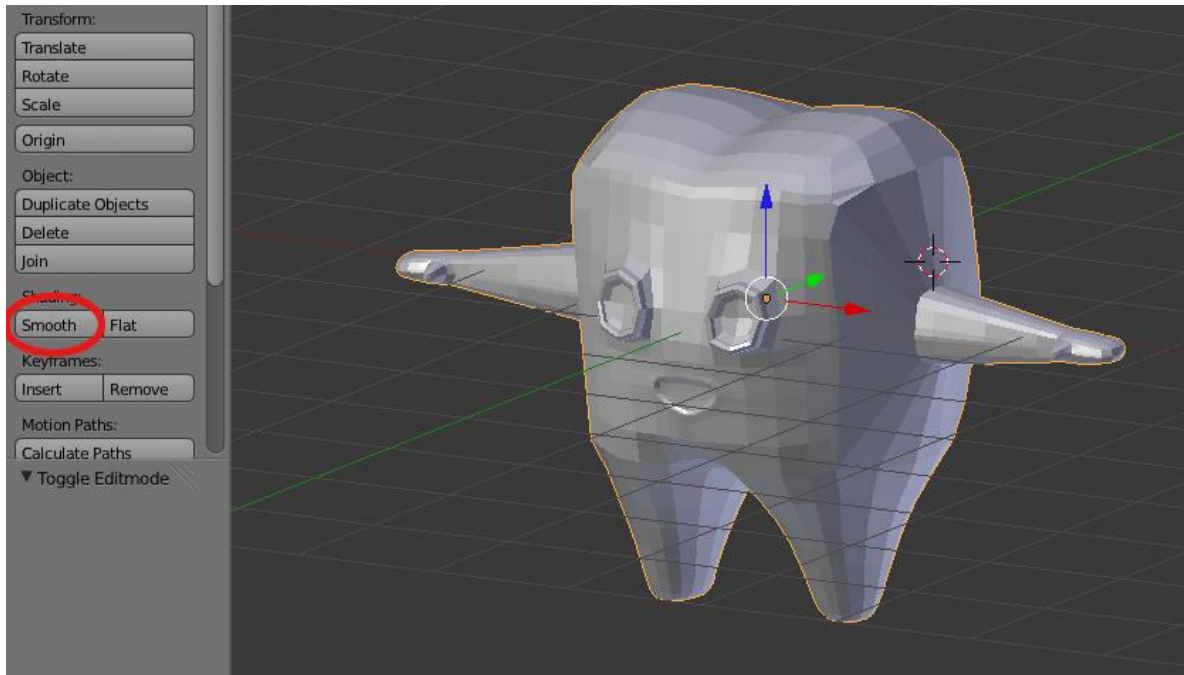 Transform:
Translate
Rotate
Scale
Origin
Object:
Duplicate Objects
Delete
Join
Shading:
Smooth Flat
Keyframes:
Insert Remove
Motion Paths:
Calculate Paths
Toggle Editmode